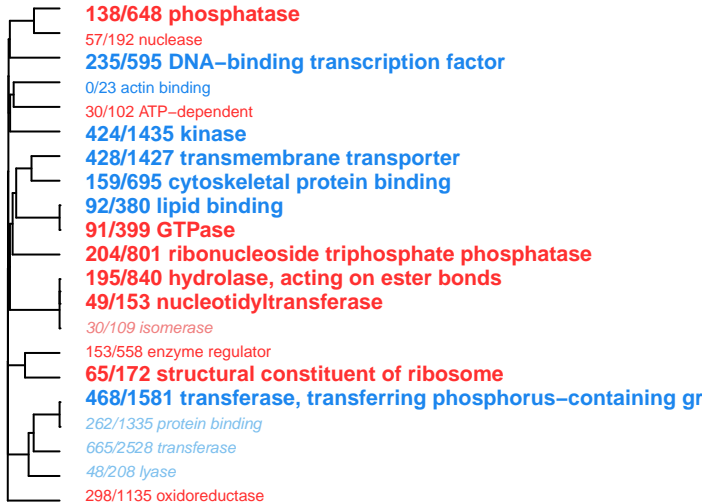 138/648 phosphatase
57/192 nuclease
235/595 DNA−binding transcription factor
0/23 actin binding
30/102 ATP−dependent
424/1435 kinase
428/1427 transmembrane transporter
159/695 cytoskeletal protein binding
92/380 lipid binding
91/399 GTPase
204/801 ribonucleoside triphosphate phosphatase
195/840 hydrolase, acting on ester bonds
49/153 nucleotidyltransferase
30/109 isomerase
153/558 enzyme regulator
65/172 structural constituent of ribosome
468/1581 transferase, transferring phosphorus−containing gr
262/1335 protein binding
665/2528 transferase
48/208 lyase
298/1135 oxidoreductase